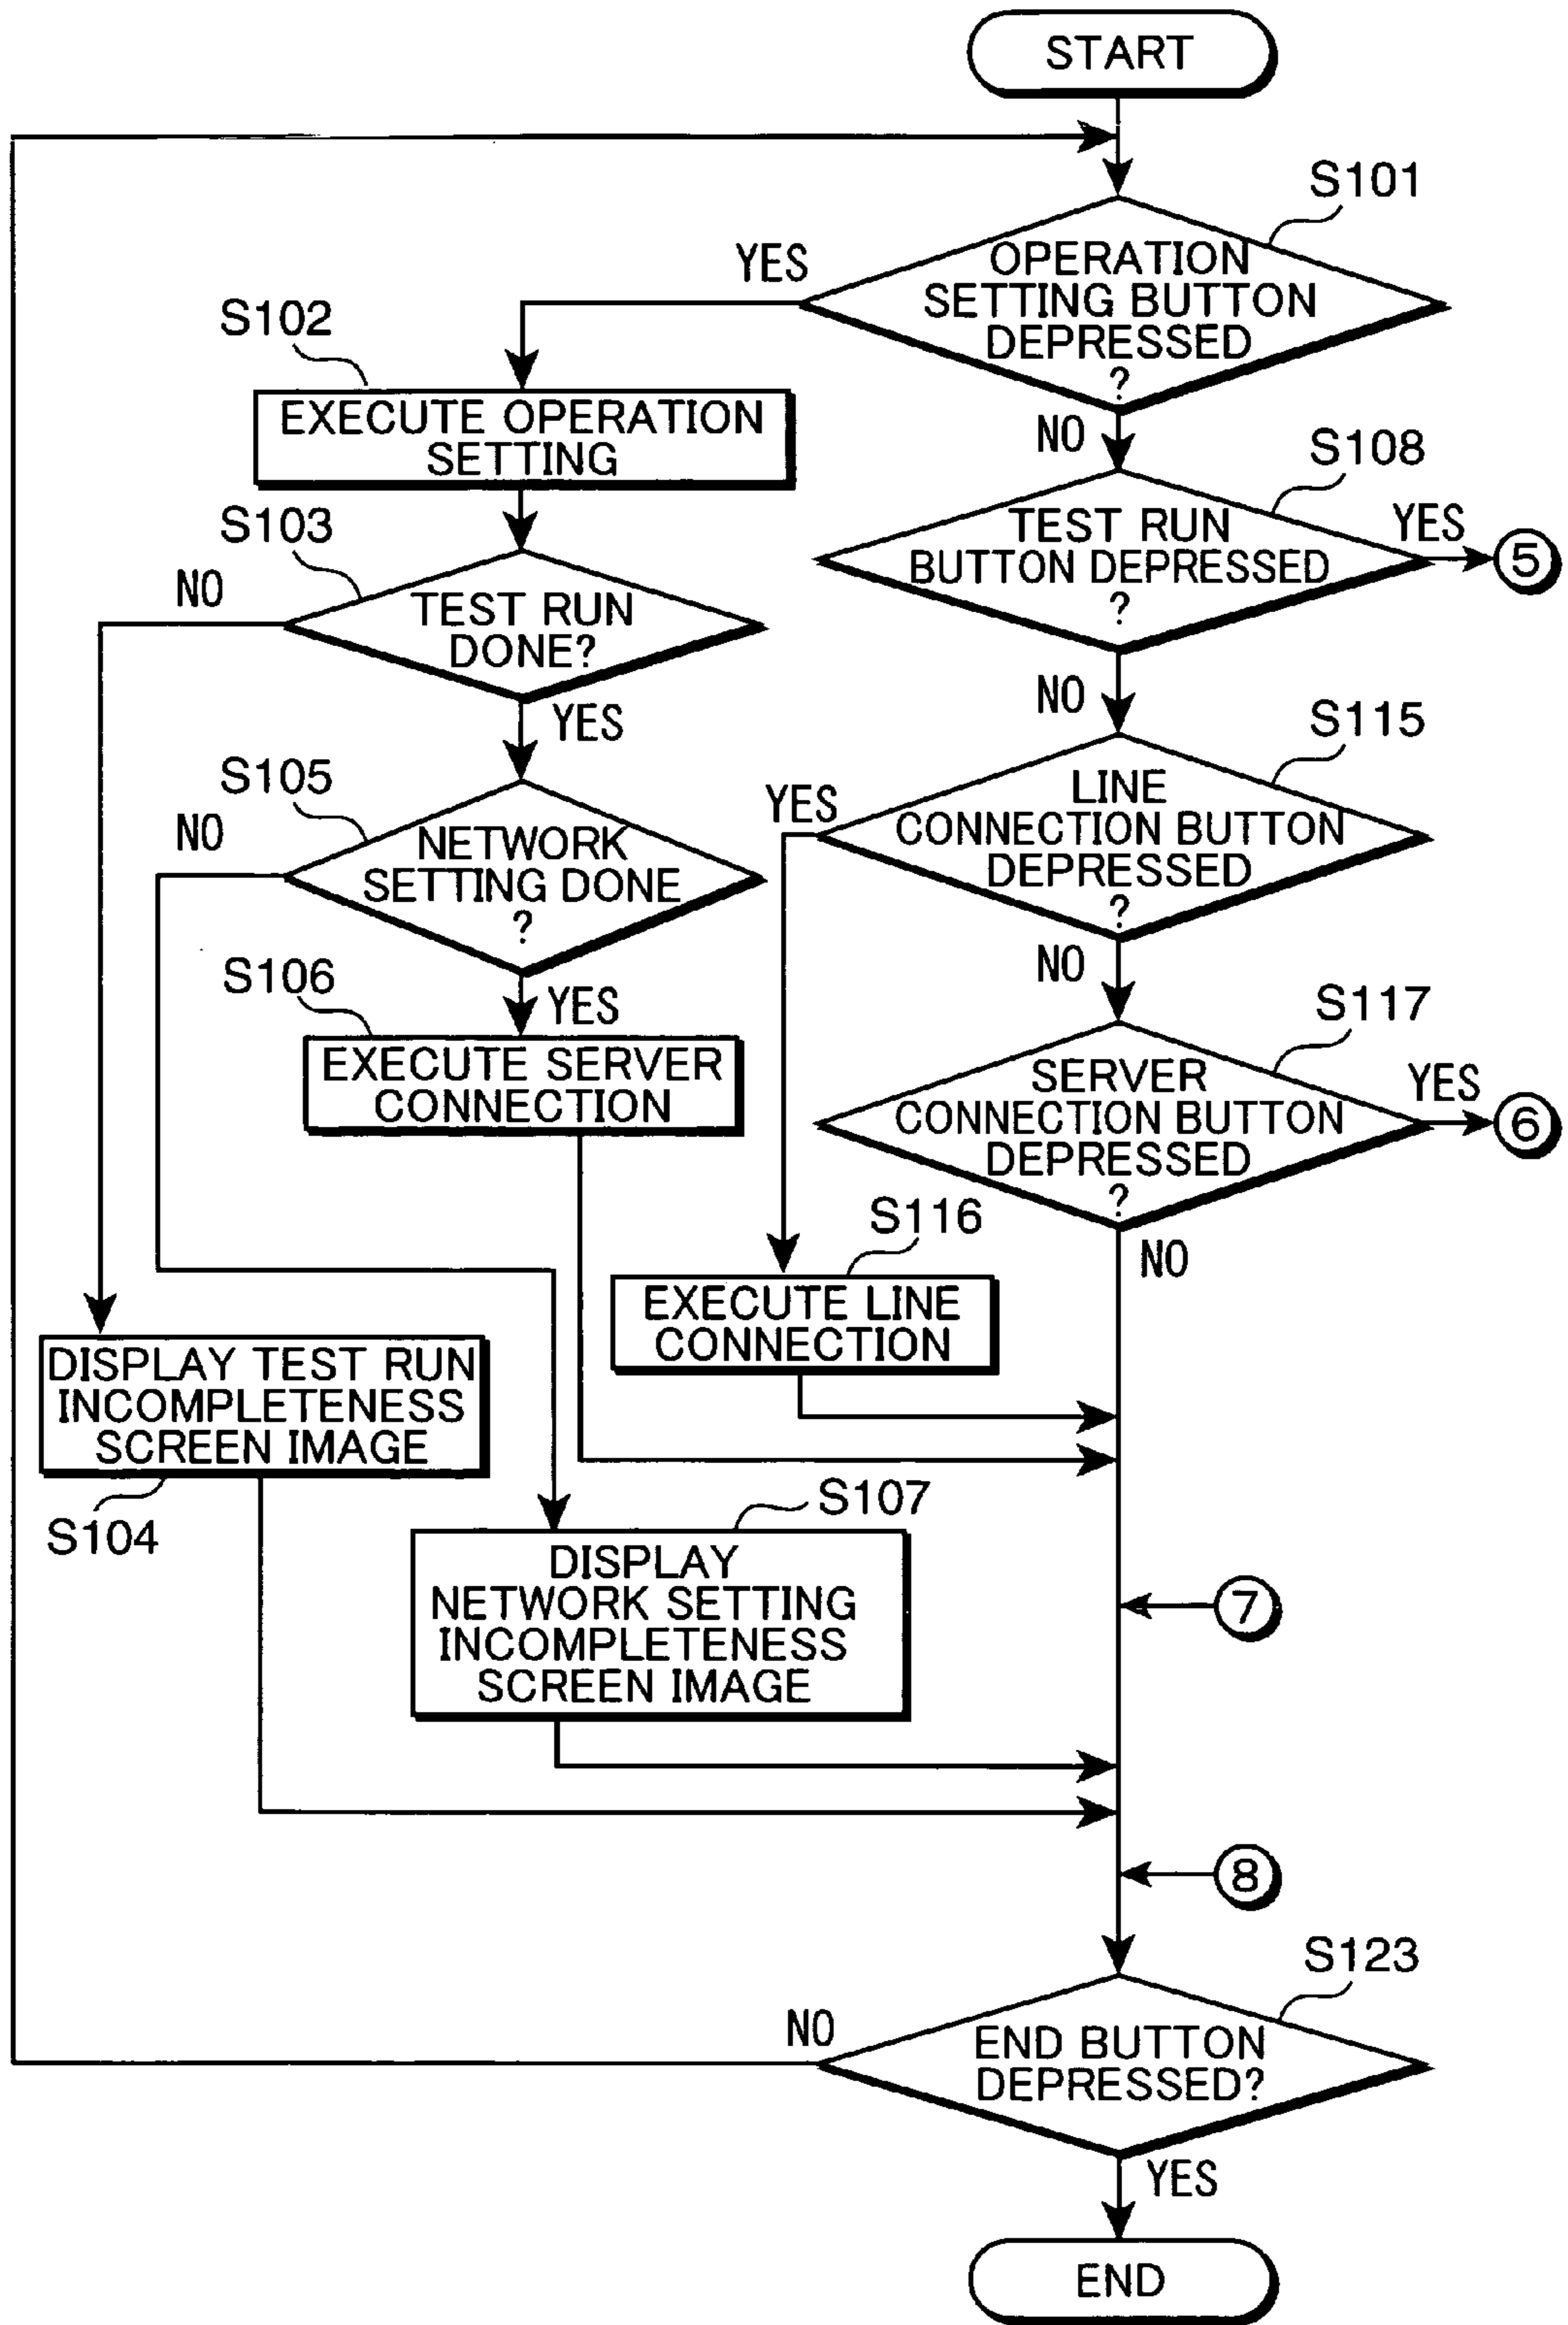 START
S101
YES
OPERATION
SETTING BUTTON
DEPRESSED
?
NO
S102
EXECUTE OPERATION
SETTING
S103
NO
TEST RUN
DONE?
YES
S108
TEST RUN
BUTTON DEPRESSED
?
YES
5
NO
S105
NO
NETWORK
SETTING DONE
?
YES
S115
YES
LINE
CONNECTION BUTTON
DEPRESSED
?
NO
S106
EXECUTE SERVER
CONNECTION
S117
SERVER
CONNECTION BUTTON
DEPRESSED
?
YES
6
NO
S116
EXECUTE LINE
CONNECTION
DISPLAY TEST RUN
INCOMPLETENESS
SCREEN IMAGE
S104
S107
DISPLAY
NETWORK SETTING
INCOMPLETENESS
SCREEN IMAGE
7
8
S123
NO
END BUTTON
DEPRESSED?
YES
END